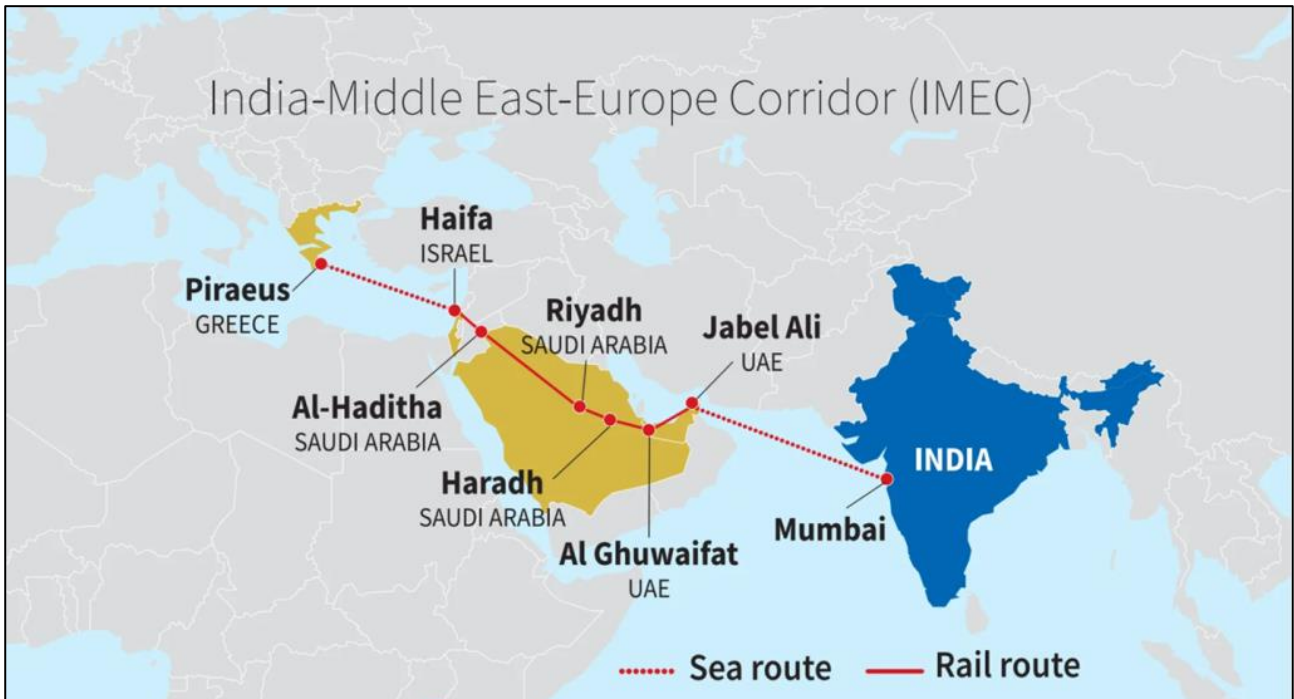 India-Middle East-Europe Corridor (IMEC)
Haifa
ISRAEL
Piraeus
GREECE
Riyadh
SAUDI ARABIA
Jabel Ali
UAE
Al-Haditha
SAUDI ARABIA
Haradh
SAUDI ARABIA
Al Ghuwaifat
UAE
INDIA
Mumbai
Sea route
Rail route